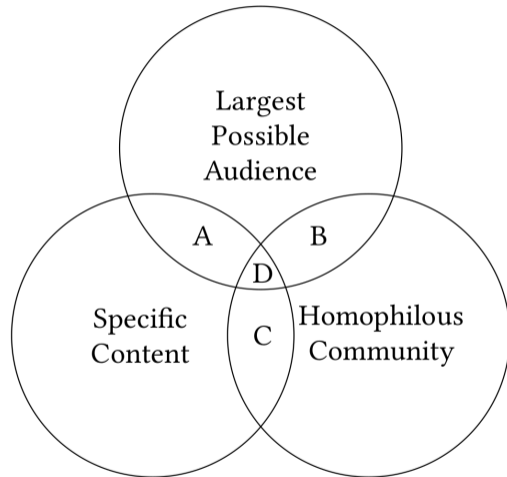 Largest
Possible
Audience
A
B
D
Specific
Content
C
Homophilous
Community